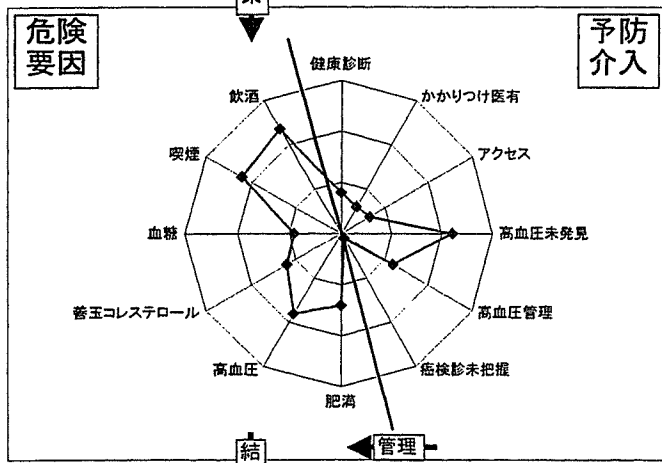 危険
要因
予防
介入
健康診断
飲酒
かかりつけ医有
喫煙
アクセス
血糖
高血圧未発見
善玉コレステロール
高血圧管理
高血圧
癌検診未把握
肥満
結
管理